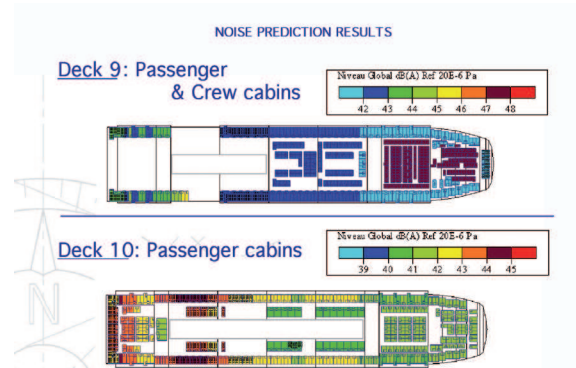 NOISE PREDICTION RESULTS
Deck 9: Passenger
& Crew cabins
Niveau Global dB(A) Ref 20E-6 Pa
42 43 44 45 46 47 48
Deck 10: Passenger cabins
Niveau Global dB(A) Ref 20E-6 Pa
39 40 41 42 43 44 45
N